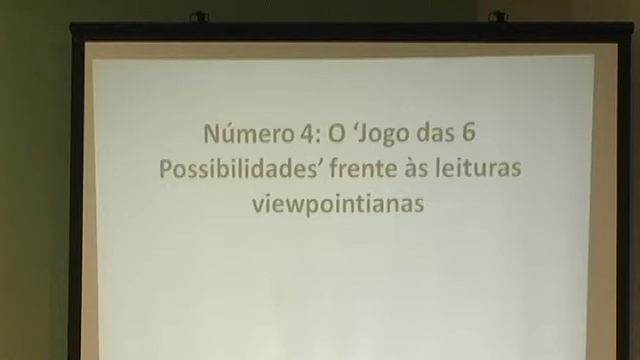 Número 4: O ‘Jogo das 6
Possibilidades’ frente às leituras
viewpointianas